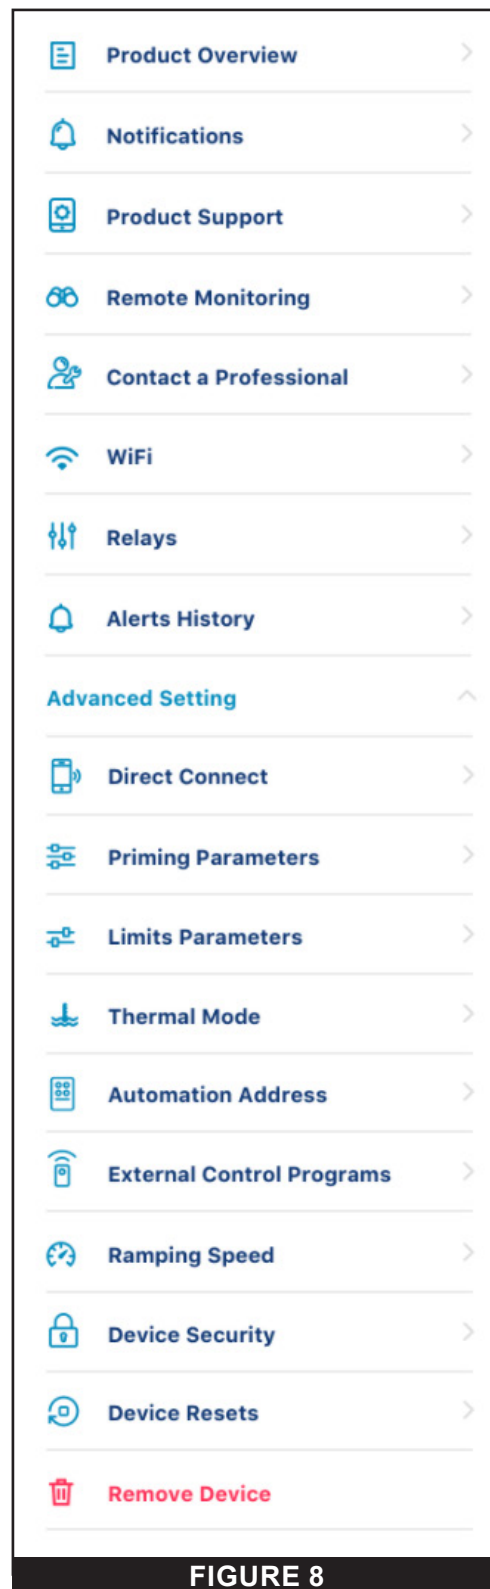 Product Overview
Notifications
Product Support
Remote Monitoring
Contact a Professional
WiFi
Relays
Alerts History
Advanced Setting
Direct Connect
Priming Parameters
Limits Parameters
Thermal Mode
Automation Address
External Control Programs
Ramping Speed
Device Security
Device Resets
Remove Device
FIGURE 8